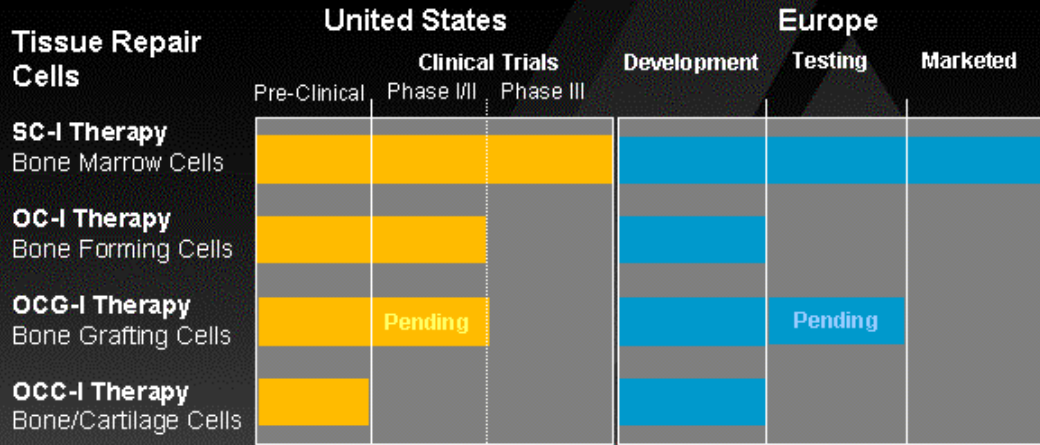 United States
Europe
Tissue Repair
Cells
Clinical Trials
Development
Testing
Marketed
Pre-Clinical
Phase I/II
Phase III
SC-I Therapy
Bone Marrow Cells
OC-I Therapy
Bone Forming Cells
OCG-I Therapy
Bone Grafting Cells
Pending
Pending
OCC-I Therapy
Bone/Cartilage Cells